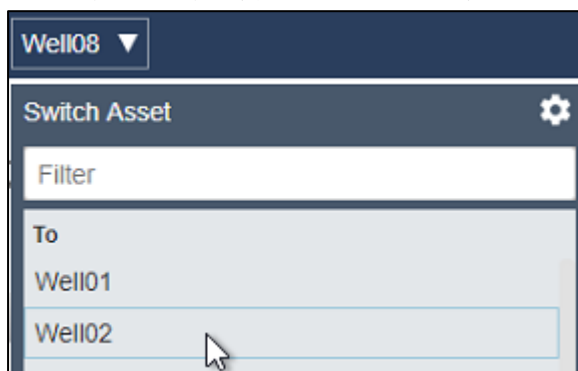 Well08 ▼
Switch Asset
Filter
To
Well01
Well02